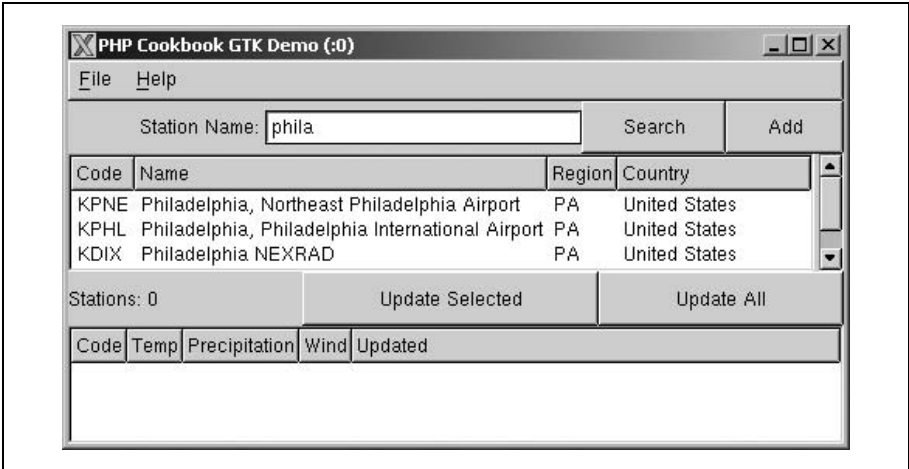 PHP Cookbook GTK Demo (:0)
File Help
Station Name: phila Search Add
Code Name Region Country
KPNE Philadelphia, Northeast Philadelphia Airport PA United States
KPHL Philadelphia, Philadelphia International Airport PA United States
KDIX Philadelphia NEXRAD PA United States
Stations: 0 Update Selected Update All
Code Temp Precipitation Wind Updated